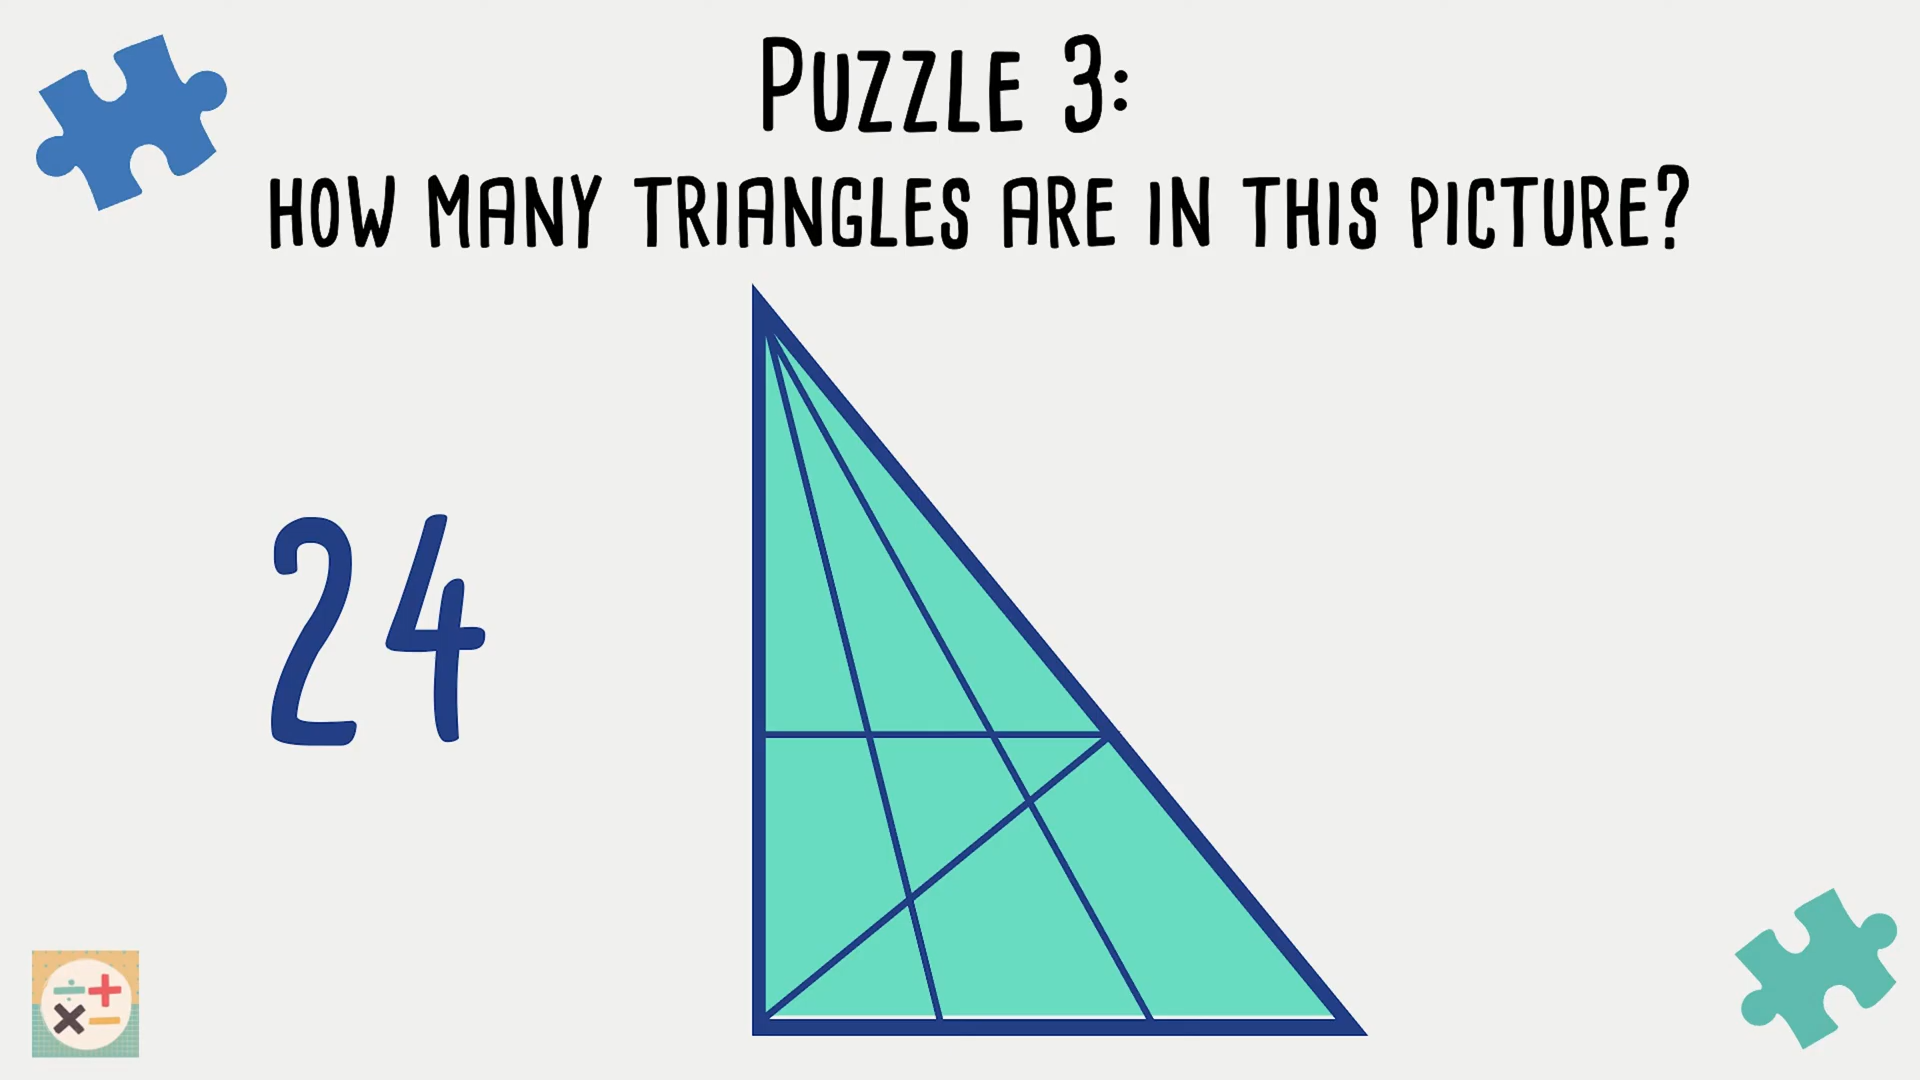 PUZZLE 3:
HOW MANY TRIANGLES ARE IN THIS PICTURE?
24
÷ +
× −